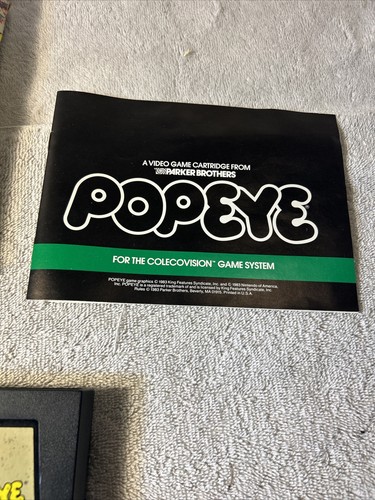 A VIDEO GAME CARTRIDGE FROM
PARKER BROTHERS
POPEYE
FOR THE COLECOVISION™ GAME SYSTEM
POPEYE game graphics © 1983 King Features Syndicate, Inc. and © 1983 Nintendo of America,
Inc. POPEYE is a registered trademark of and is licensed by King Features Syndicate, Inc.
Rules © 1983 Parker Brothers, Beverly, MA 01915. Printed in U.S.A.
YE